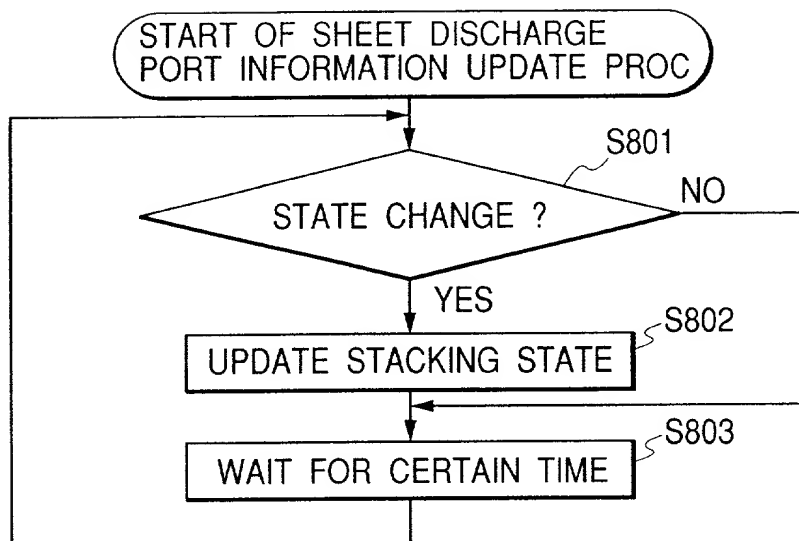 START OF SHEET DISCHARGE
PORT INFORMATION UPDATE PROC
S801
STATE CHANGE ?
NO
YES
S802
UPDATE STACKING STATE
S803
WAIT FOR CERTAIN TIME